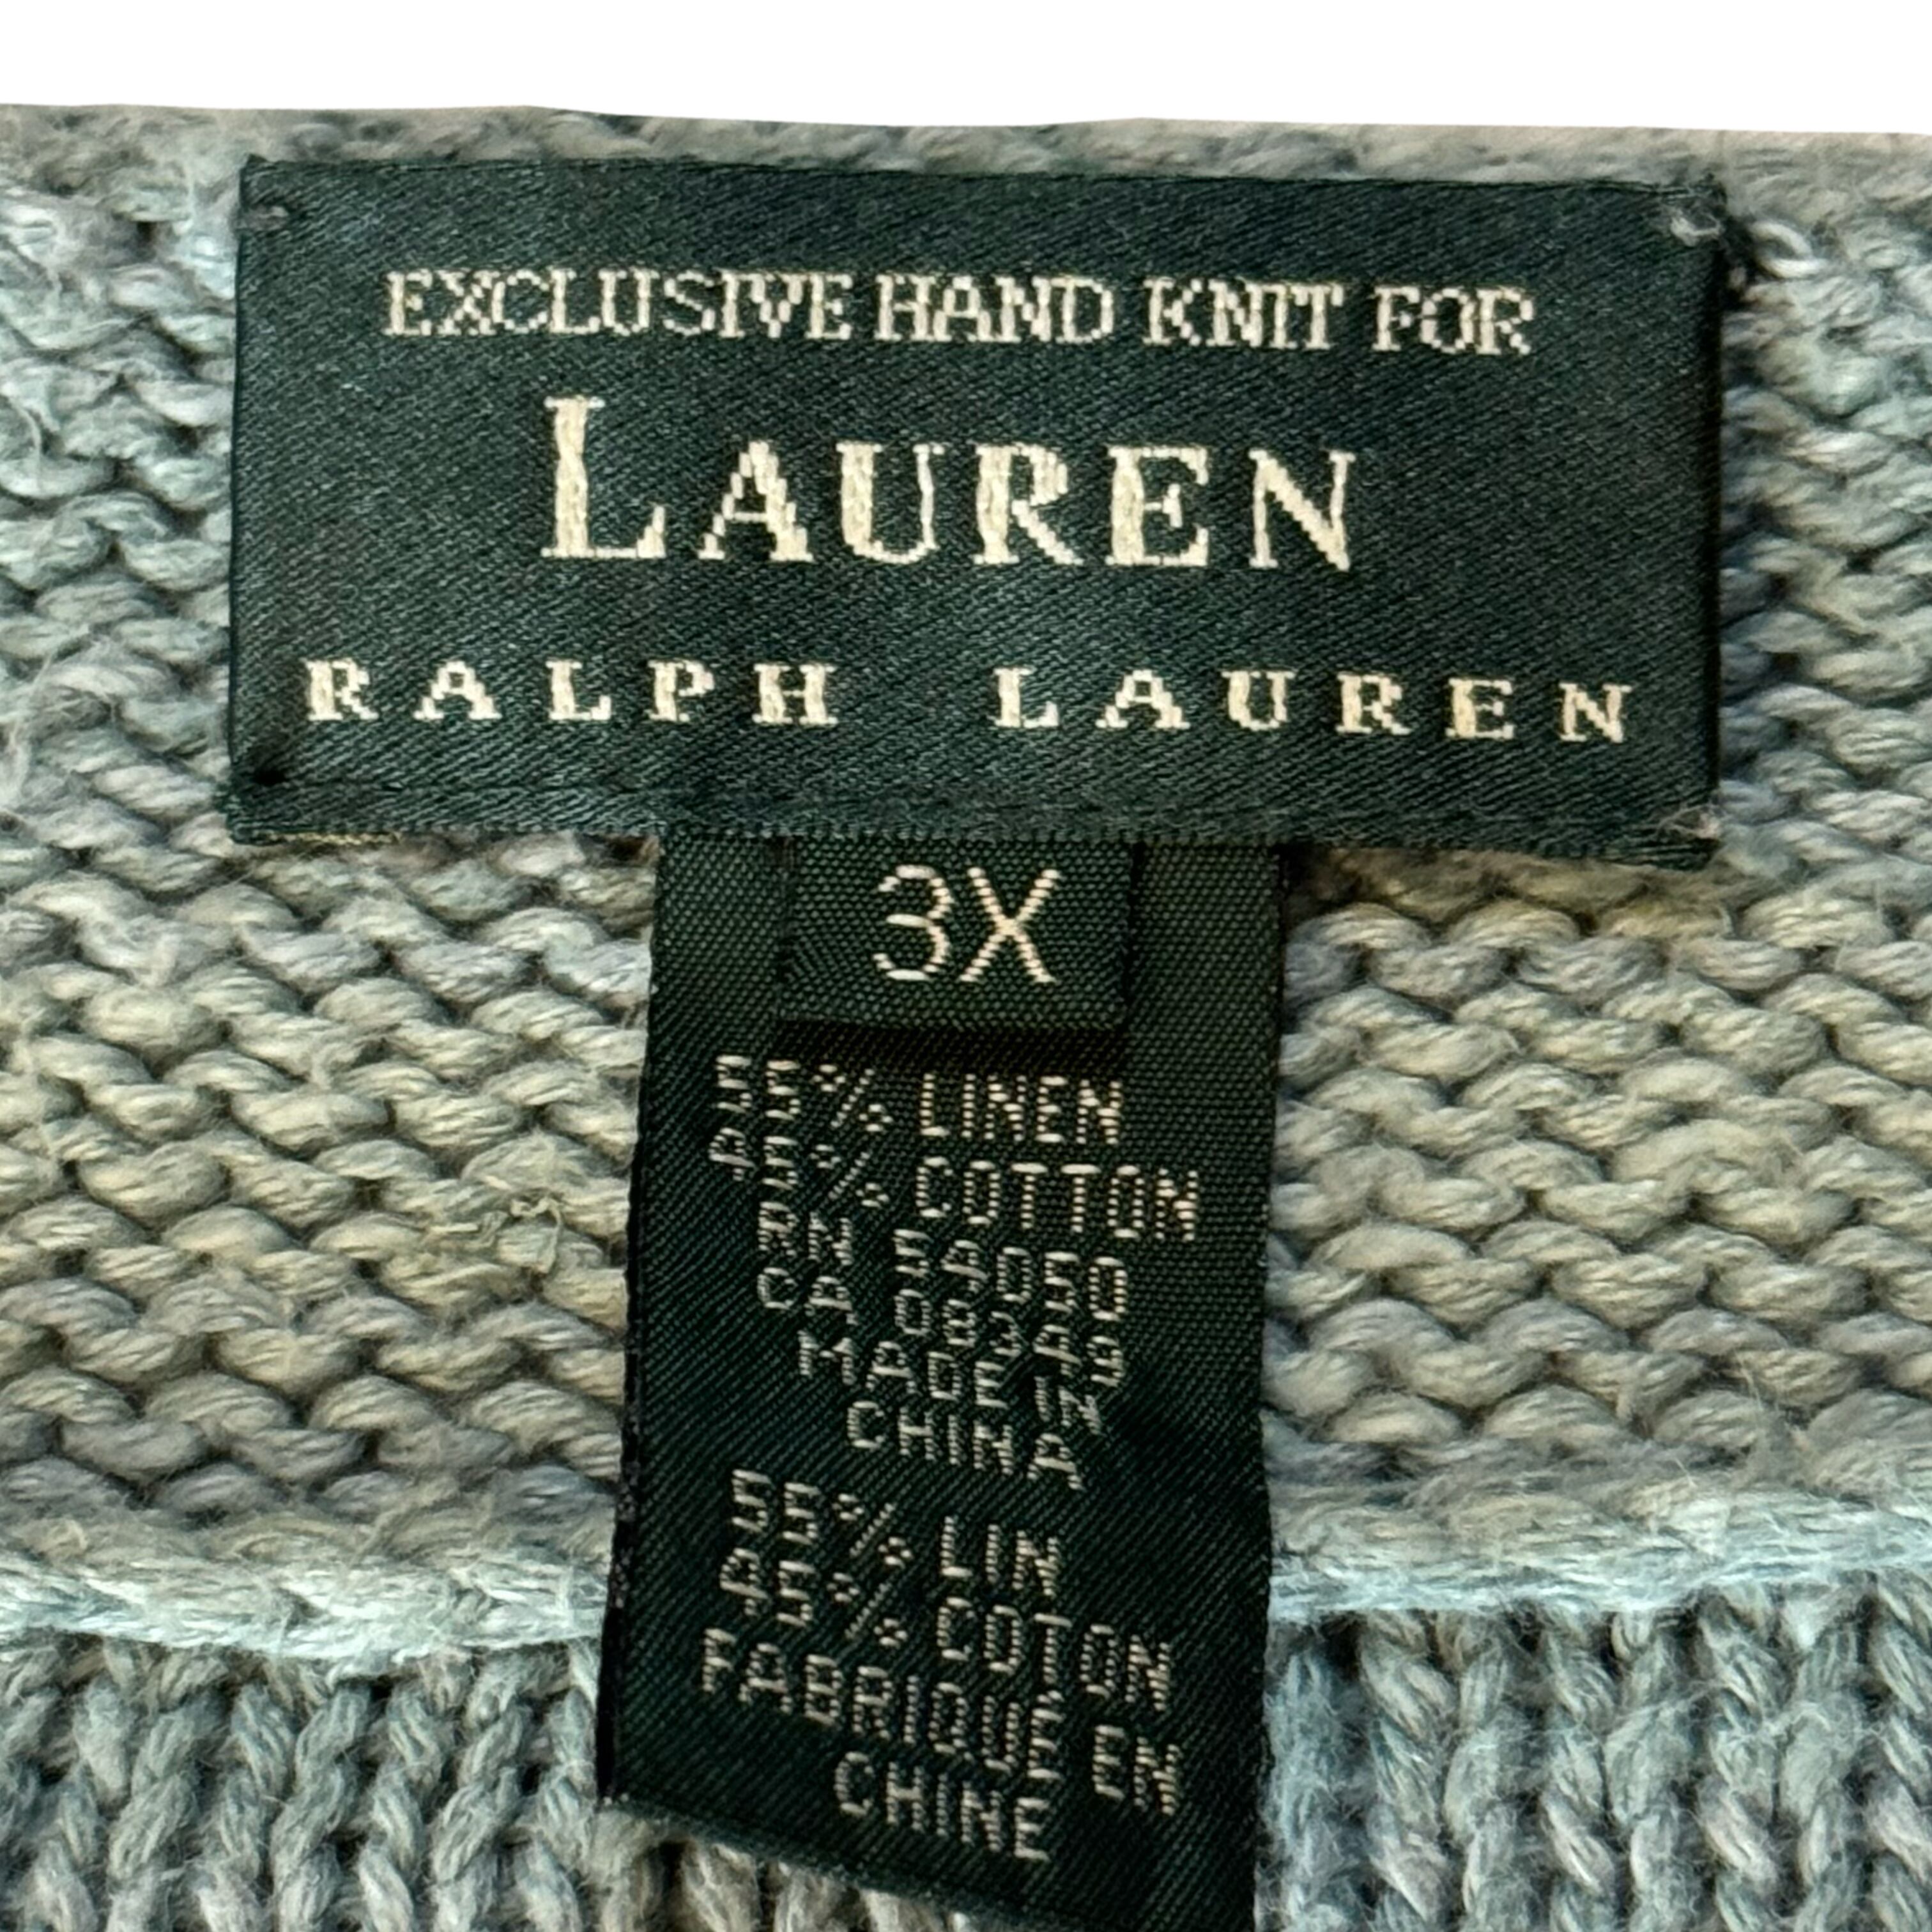 EXCLUSIVE HAND KNIT FOR
LAUREN
RALPH LAUREN
3X
55% LINEN
45% COTTON
RN 54050
CA 08349
MADE IN
CHINA
55% LIN
45% COTON
FABRIQUÉ EN
CHINE